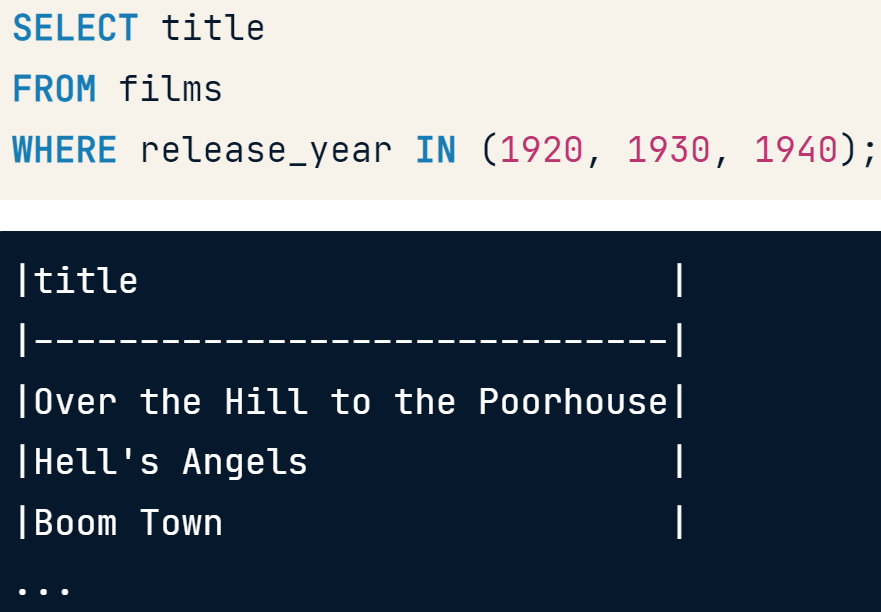 SELECT title
FROM films
WHERE release_year IN (1920, 1930, 1940);
|title                         |
|------------------------------|
|Over the Hill to the Poorhouse|
|Hell's Angels                 |
|Boom Town                     |
...